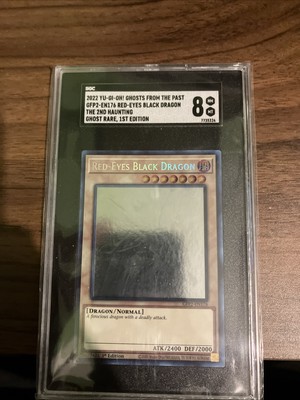 SGC
2022 YU-GI-OH! GHOSTS FROM THE PAST
GFP2-EN176 RED-EYES BLACK DRAGON
THE 2ND HAUNTING
GHOST RARE, 1ST EDITION
8
NM
MT
RED-EYES BLACK DRAGON
[DRAGON/NORMAL]
A ferocious dragon with a deadly attack.
ATK/2400 DEF/2000
1st Edition